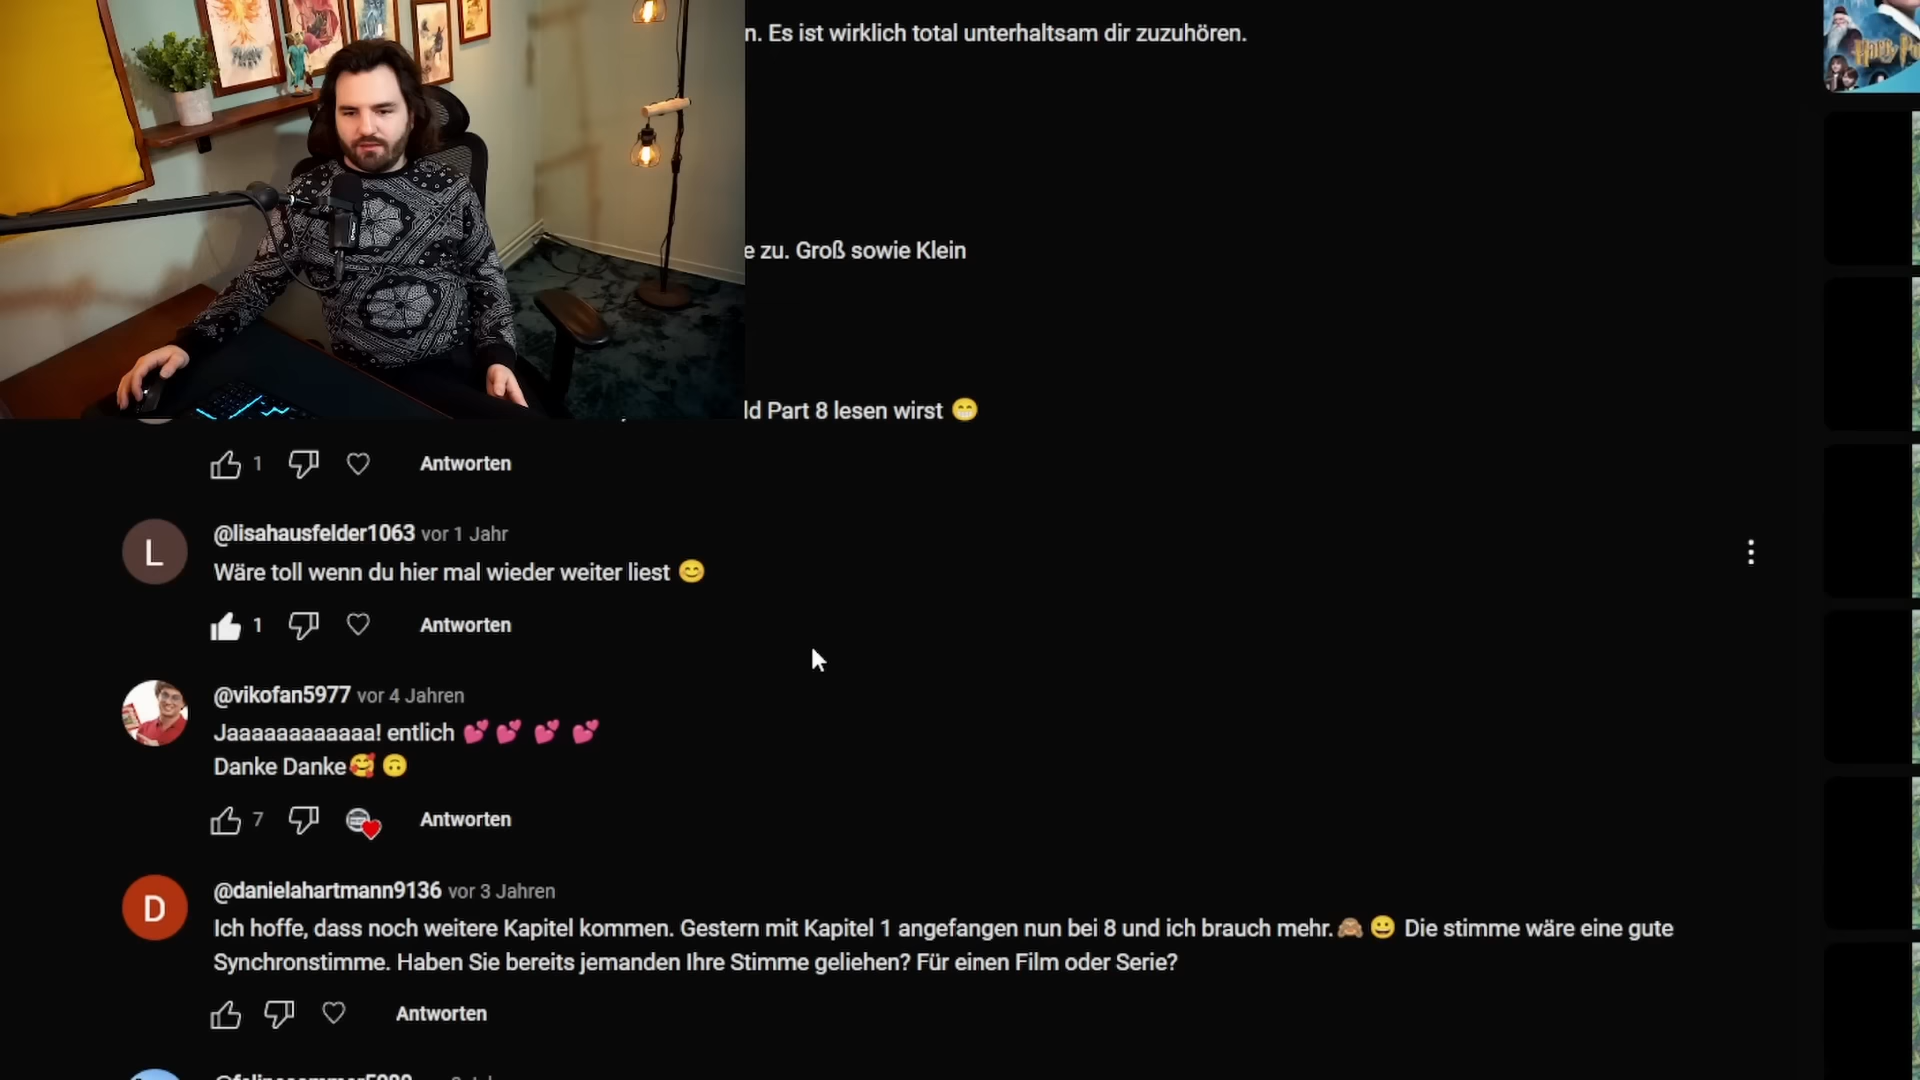 n. Es ist wirklich total unterhaltsam dir zuzuhören.
e zu. Groß sowie Klein
ld Part 8 lesen wirst 😁
1 Antworten
@lisahausfelder1063 vor 1 Jahr
Wäre toll wenn du hier mal wieder weiter liest 😊
1 Antworten
@vikofan5977 vor 4 Jahren
Jaaaaaaaaaaaa! entlich 💕 💕 💕 💕
Danke Danke🥰 🙃
7 Antworten
@danielahartmann9136 vor 3 Jahren
Ich hoffe, dass noch weitere Kapitel kommen. Gestern mit Kapitel 1 angefangen nun bei 8 und ich brauch mehr.🙈 😀 Die stimme wäre eine gute
Synchronstimme. Haben Sie bereits jemanden Ihre Stimme geliehen? Für einen Film oder Serie?
Antworten
L
D
Harry Po